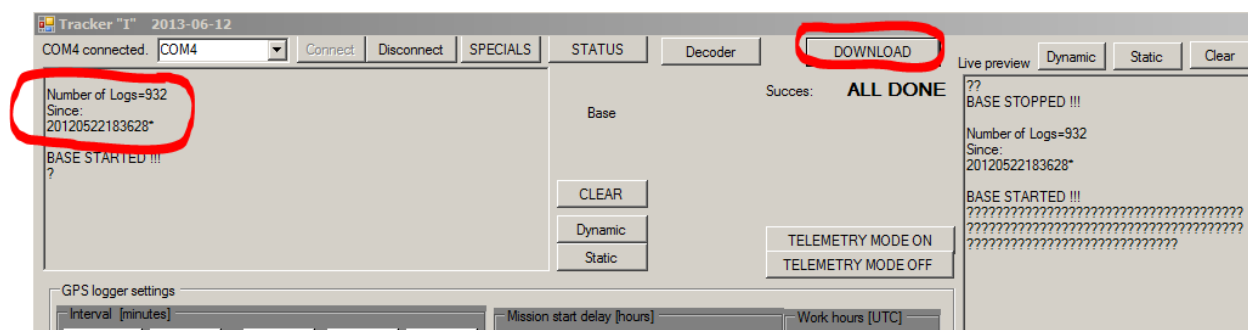 Tracker "I" 2013-06-12
COM4 connected. COM4 Connect Disconnect SPECIALS STATUS Decoder DOWNLOAD Live preview Dynamic Static Clear
Number of Logs=932
Since:
20120522183628*
BASE STARTED !!!
?
Base
CLEAR
Dynamic
Static
Succes: ALL DONE
TELEMETRY MODE ON
TELEMETRY MODE OFF
??
BASE STOPPED !!!
Number of Logs=932
Since:
20120522183628*
BASE STARTED !!!
??????????????????????????????????????
??????????????????????????????????????
?????????????????????????????
GPS logger settings
Interval [minutes] Mission start delay [hours] Work hours [UTC]